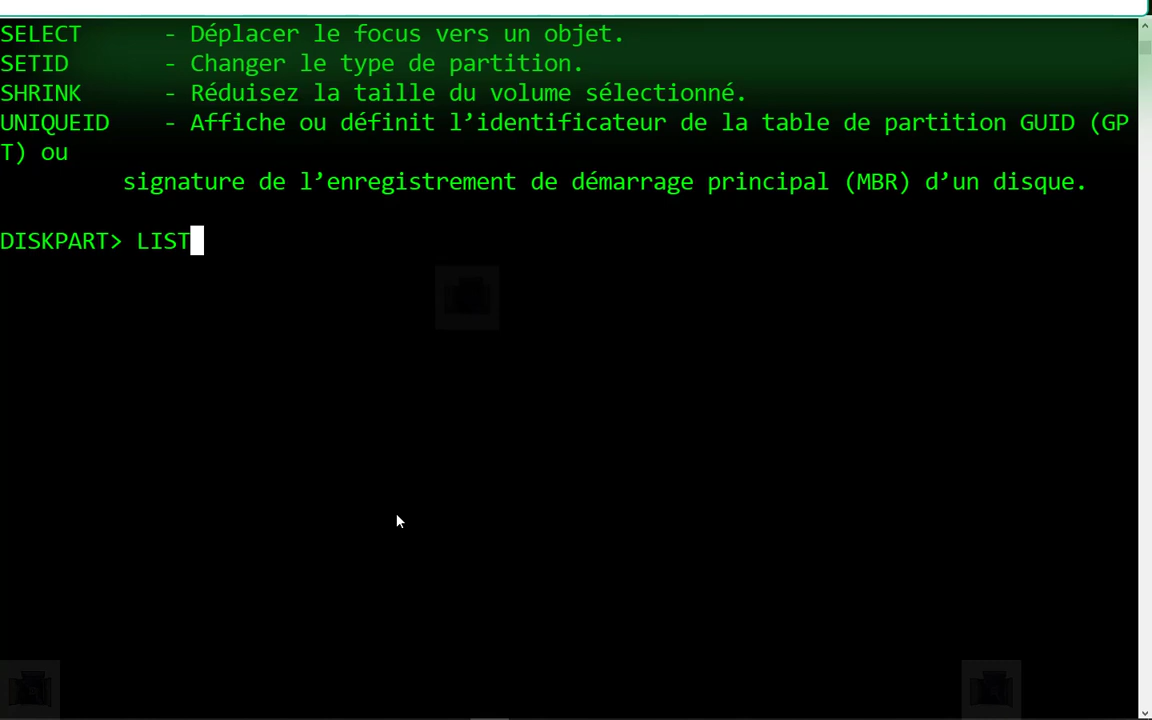 SELECT      - Déplacer le focus vers un objet.
SETID       - Changer le type de partition.
SHRINK      - Réduisez la taille du volume sélectionné.
UNIQUEID    - Affiche ou définit l’identificateur de la table de partition GUID (GP
T) ou
         signature de l’enregistrement de démarrage principal (MBR) d’un disque.
DISKPART> LIST